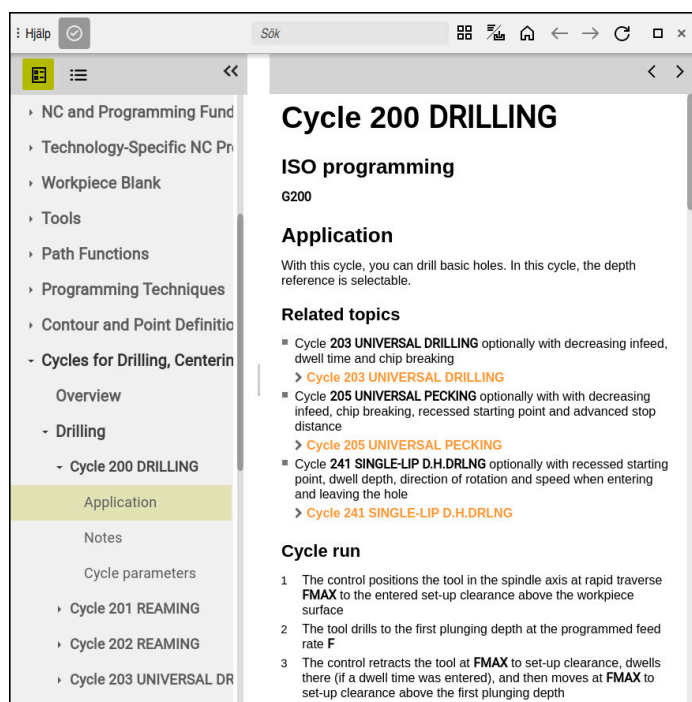 Hjälp
Sök
NC and Programming Fund
Technology-Specific NC Pr
Workpiece Blank
Tools
Path Functions
Programming Techniques
Contour and Point Definitio
Cycles for Drilling, Centerin
Overview
Drilling
Cycle 200 DRILLING
Application
Notes
Cycle parameters
Cycle 201 REAMING
Cycle 202 REAMING
Cycle 203 UNIVERSAL DR
Cycle 200 DRILLING
ISO programming
G200
Application
With this cycle, you can drill basic holes. In this cycle, the depth
reference is selectable.
Related topics
Cycle 203 UNIVERSAL DRILLING optionally with decreasing infeed,
dwell time and chip breaking
Cycle 203 UNIVERSAL DRILLING
Cycle 205 UNIVERSAL PECKING optionally with with decreasing
infeed, chip breaking, recessed starting point and advanced stop
distance
Cycle 205 UNIVERSAL PECKING
Cycle 241 SINGLE-LIP D.H.DRLNG optionally with recessed starting
point, dwell depth, direction of rotation and speed when entering
and leaving the hole
Cycle 241 SINGLE-LIP D.H.DRLNG
Cycle run
1 The control positions the tool in the spindle axis at rapid traverse
FMAX to the entered set-up clearance above the workpiece
surface
2 The tool drills to the first plunging depth at the programmed feed
rate F
3 The control retracts the tool at FMAX to set-up clearance, dwells
there (if a dwell time was entered), and then moves at FMAX to
set-up clearance above the first plunging depth